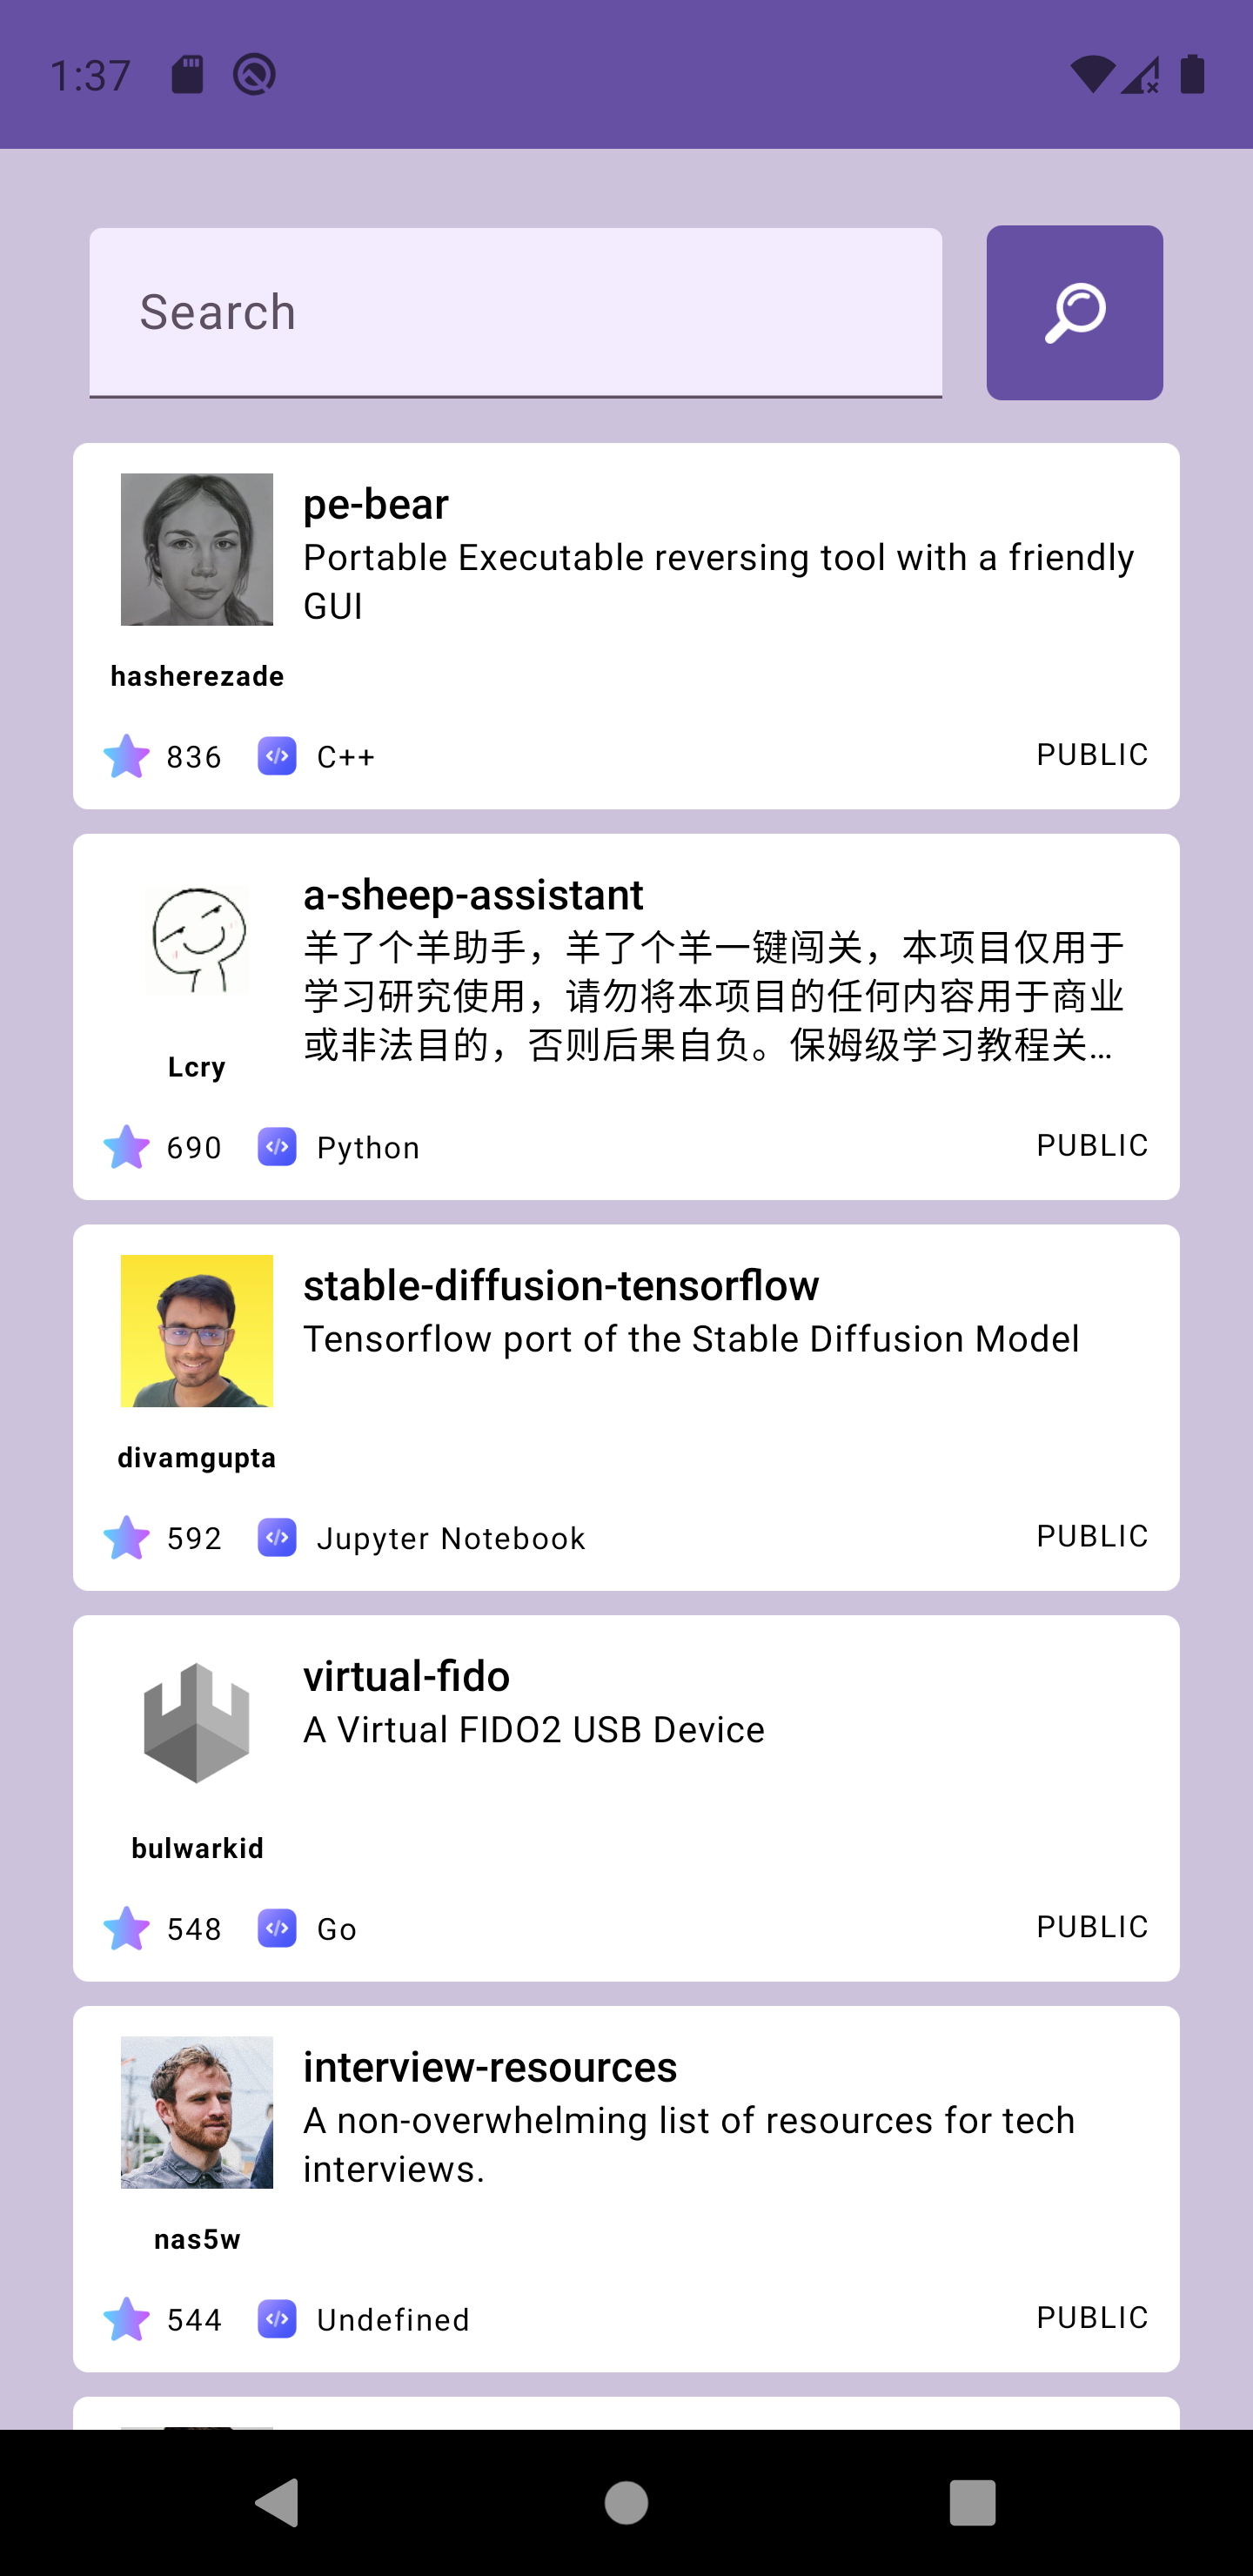 1:37
Search
pe-bear
Portable Executable reversing tool with a friendly
GUI
hasherezade
836
C++
PUBLIC
a-sheep-assistant
羊了个羊助手，羊了个羊一键闯关，本项目仅用于
学习研究使用，请勿将本项目的任何内容用于商业
或非法目的，否则后果自负。保姆级学习教程关…
Lcry
690
Python
PUBLIC
stable-diffusion-tensorflow
Tensorflow port of the Stable Diffusion Model
divamgupta
592
Jupyter Notebook
PUBLIC
virtual-fido
A Virtual FIDO2 USB Device
bulwarkid
548
Go
PUBLIC
interview-resources
A non-overwhelming list of resources for tech
interviews.
nas5w
544
Undefined
PUBLIC